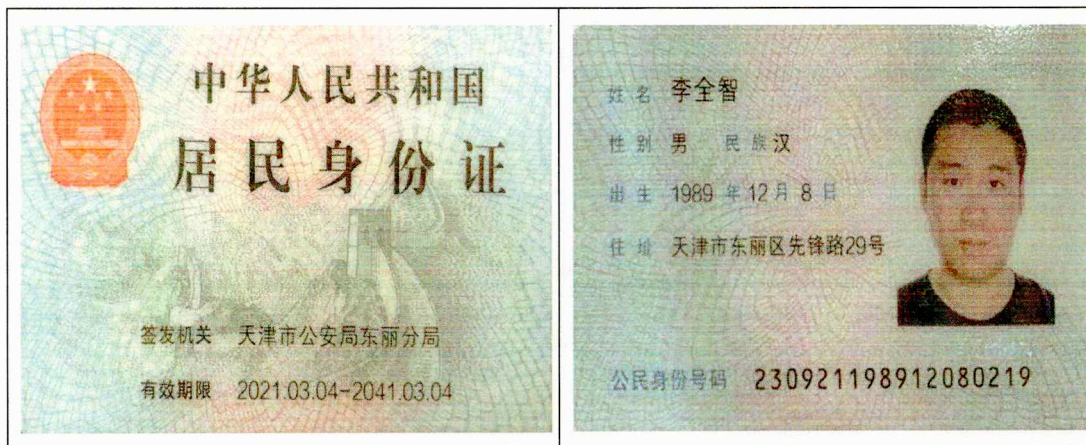 中华人民共和国
居民身份证
签发机关 天津市公安局东丽分局
有效期限 2021.03.04-2041.03.04
姓名 李全智
性别 男 民族 汉
出生 1989 年 12 月 8 日
住址 天津市东丽区先锋路29号
公民身份号码 230921198912080219